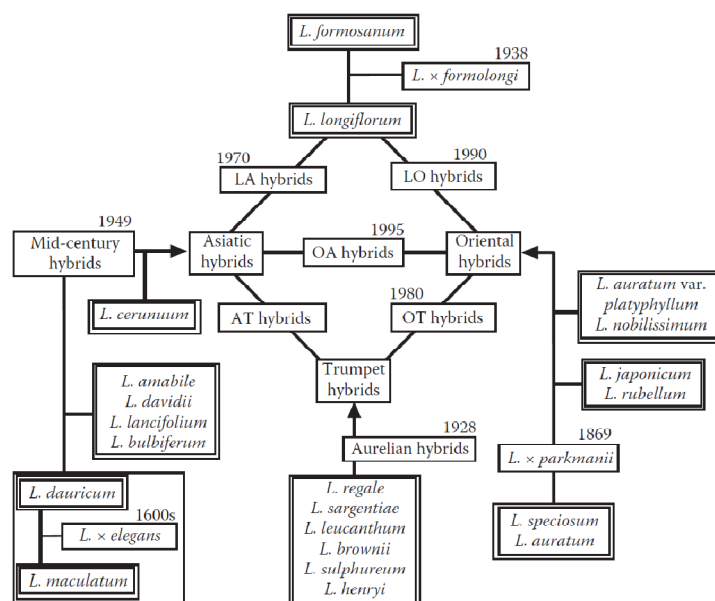 L. formosanum
1938
L. × formolongi
L. longiflorum
1970
LA hybrids
1990
LO hybrids
1949
Mid-century
hybrids
Asiatic
hybrids
1995
OA hybrids
Oriental
hybrids
L. cerunuum
AT hybrids
1980
OT hybrids
L. auratum var.
platyphyllum
L. nobilissimum
Trumpet
hybrids
L. amabile
L. davidii
L. lancifolium
L. bulbiferum
L. japonicum
L. rubellum
1928
Aurelian hybrids
1869
L. × parkmanii
L. dauricum
1600s
L. × elegans
L. maculatum
L. regale
L. sargentiae
L. leucanthum
L. brownii
L. sulphureum
L. henryi
L. speciosum
L. auratum